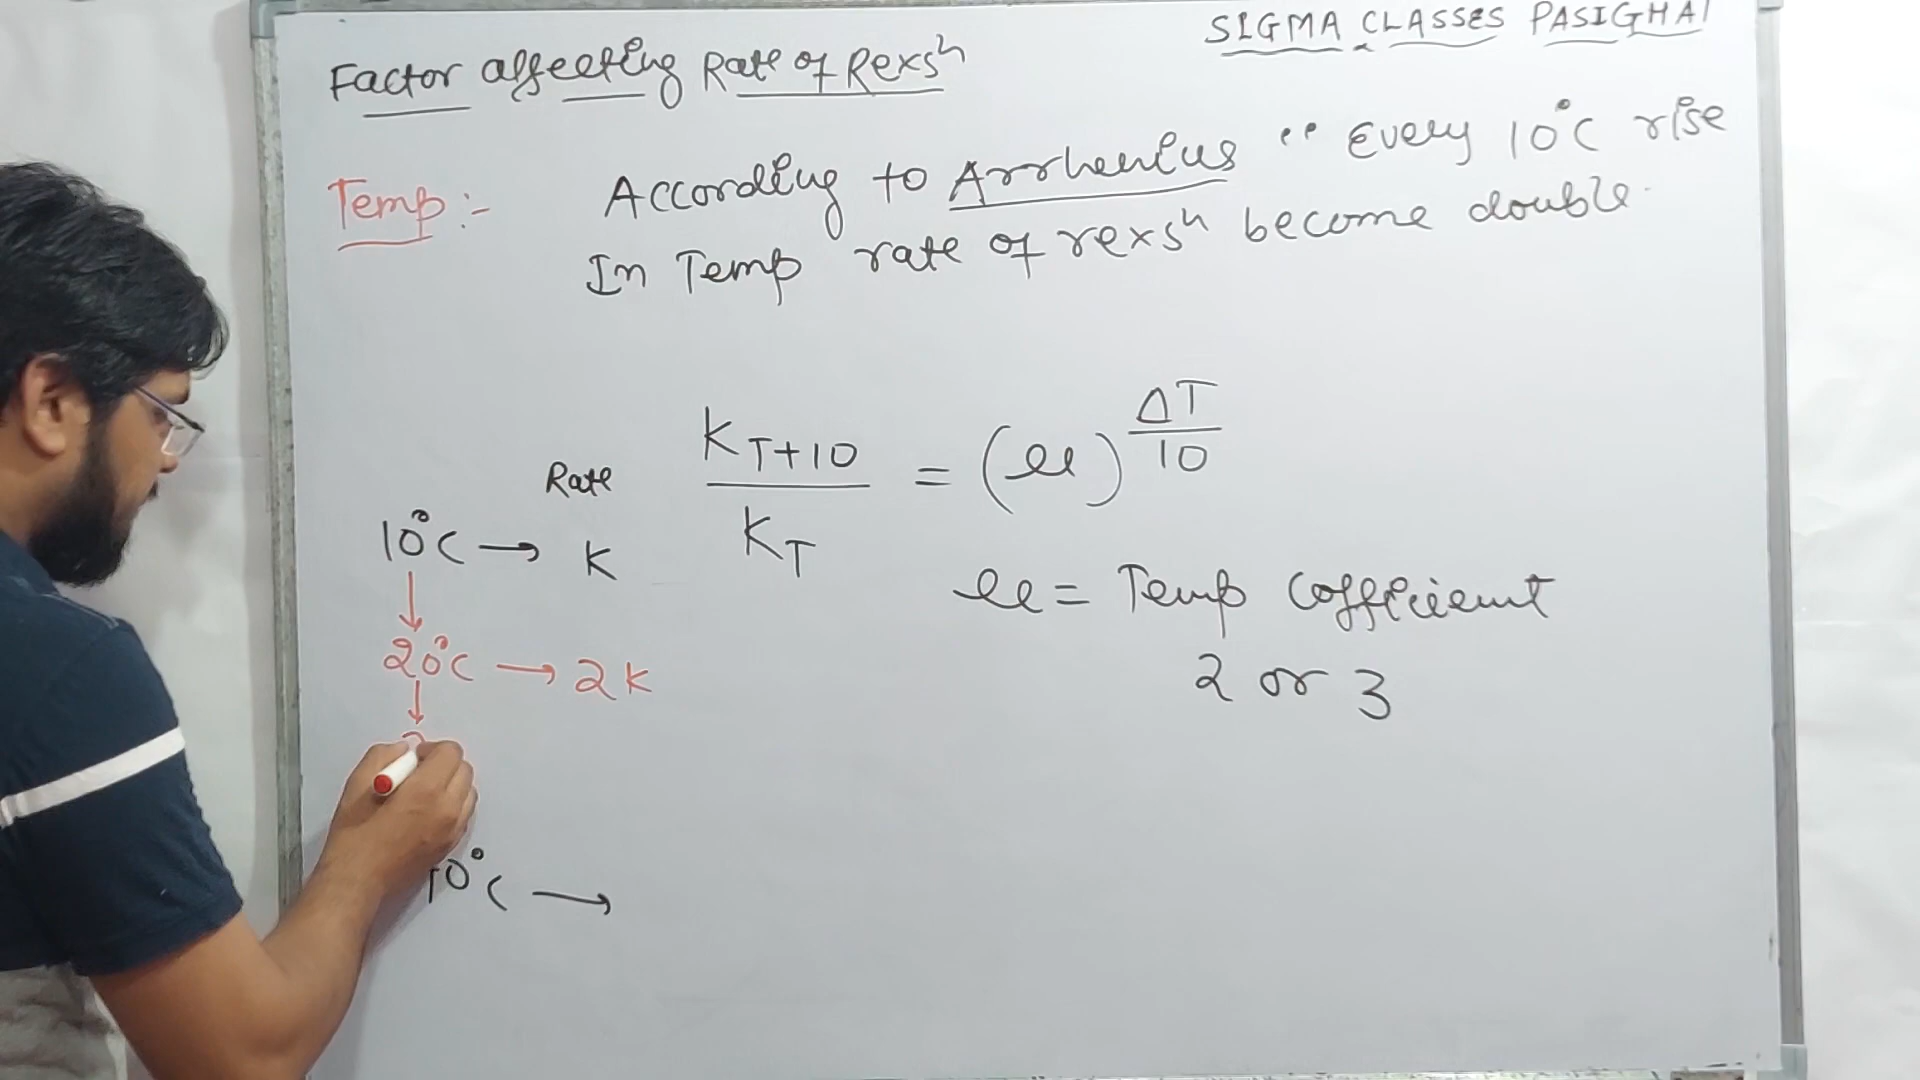 SIGMA CLASSES PASIGHAT
Factor affecting Rate of Rexsn
Temp:- According to Arrhenius " Every 10°C rise
In Temp rate of rexsn become double.
K T+10 / K T = (μ) ΔT/10
Rate
10°C → K
μ = Temp Cofficient
20°C → 2K
2 or 3
10°C →